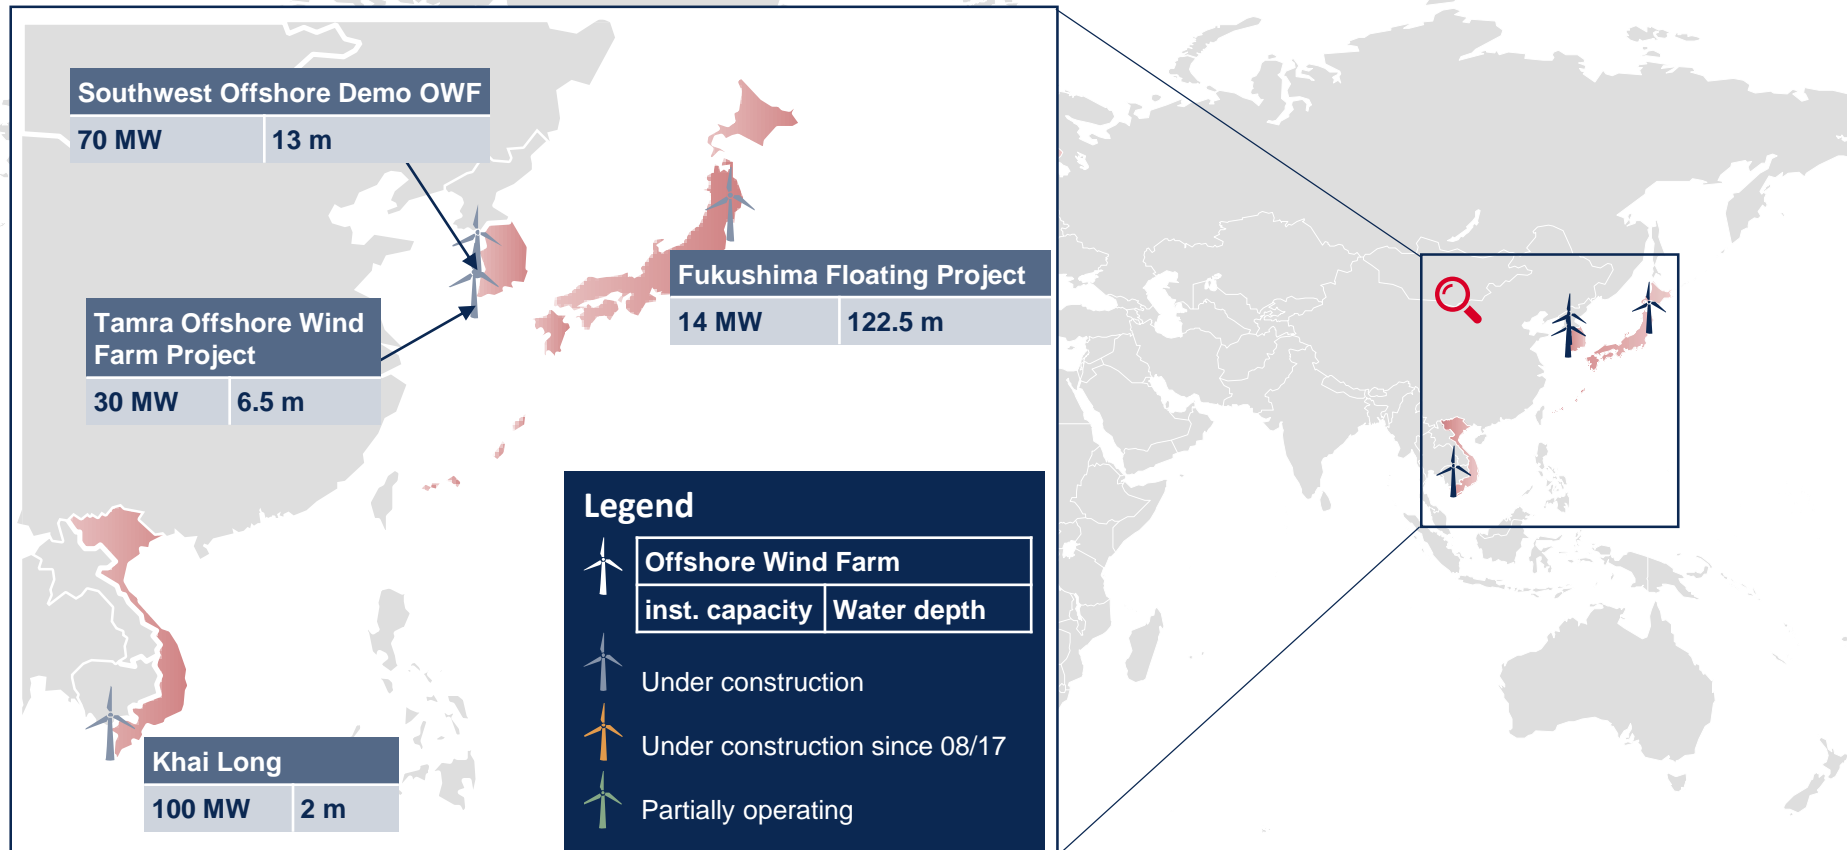 Southwest Offshore Demo OWF
70 MW 13 m
Fukushima Floating Project
14 MW 122.5 m
Tamra Offshore Wind
Farm Project
30 MW 6.5 m
Khai Long
100 MW 2 m
Legend
Offshore Wind Farm
inst. capacity Water depth
Under construction
Under construction since 08/17
Partially operating